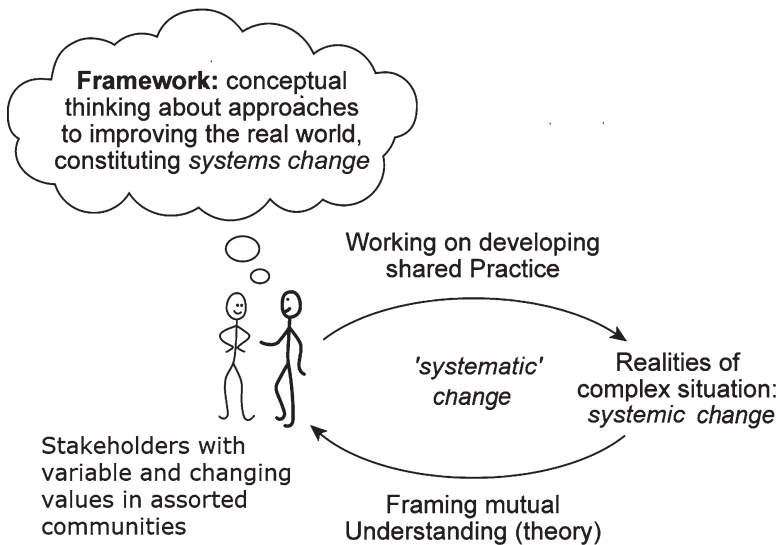 Framework: conceptual
thinking about approaches
to improving the real world,
constituting systems change
Working on developing
shared Practice
'systematic'
change
Realities of
complex situation:
systemic change
Stakeholders with
variable and changing
values in assorted
communities
Framing mutual
Understanding (theory)